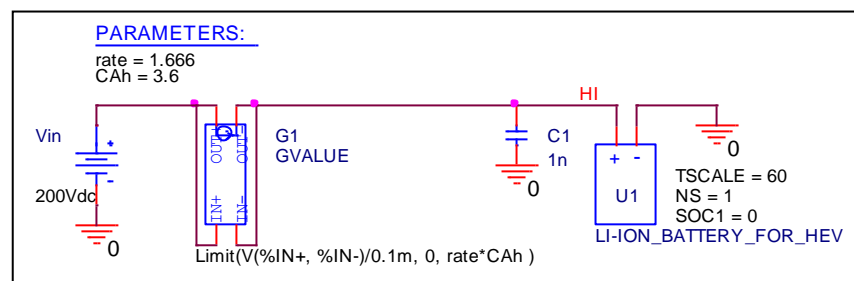 PARAMETERS:
rate = 1.666
CAh = 3.6
HI
Vin
+
-
200Vdc
0
OUT+
OUT-
IN+
IN-
G1
GVALUE
Limit(V(%IN+, %IN-)/0.1m, 0, rate*CAh )
C1
1n
0
+ -
U1
0
TSCALE = 60
NS = 1
SOC1 = 0
LI-ION_BATTERY_FOR_HEV